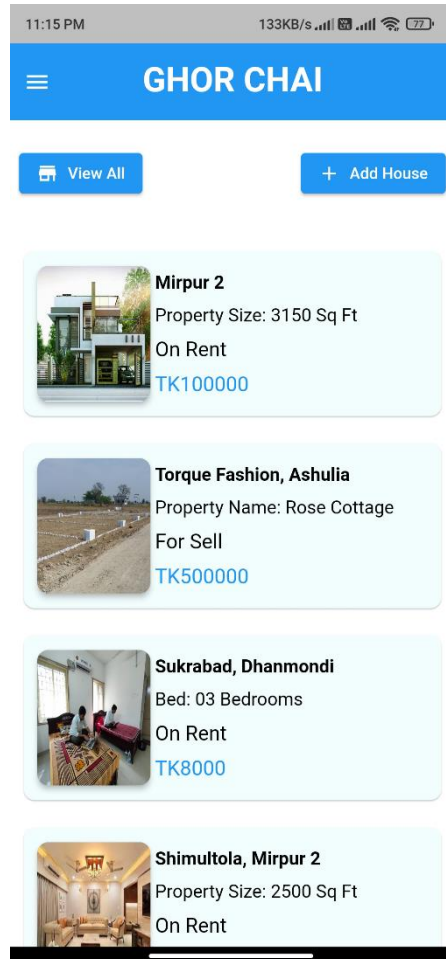 11:15 PM 133KB/s 77
GHOR CHAI
View All
+ Add House
Mirpur 2
Property Size: 3150 Sq Ft
On Rent
TK100000
Torque Fashion, Ashulia
Property Name: Rose Cottage
For Sell
TK500000
Sukrabad, Dhanmondi
Bed: 03 Bedrooms
On Rent
TK8000
Shimultola, Mirpur 2
Property Size: 2500 Sq Ft
On Rent